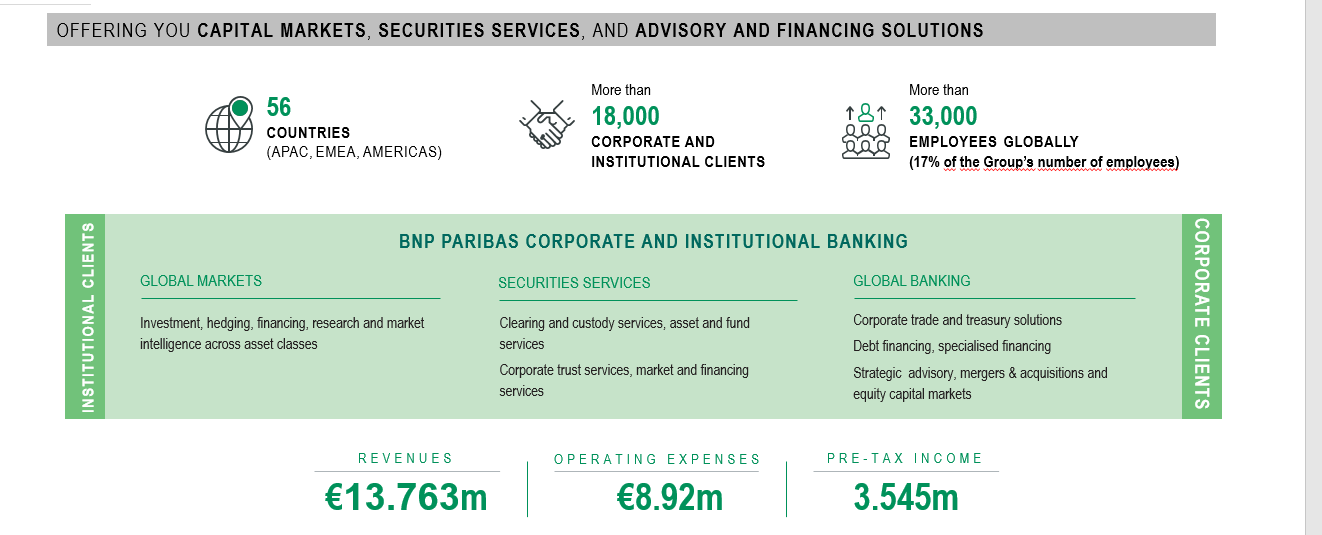 OFFERING YOU CAPITAL MARKETS, SECURITIES SERVICES, AND ADVISORY AND FINANCING SOLUTIONS
56
COUNTRIES
(APAC, EMEA, AMERICAS)
More than
18,000
CORPORATE AND
INSTITUTIONAL CLIENTS
More than
33,000
EMPLOYEES GLOBALLY
(17% of the Group's number of employees)
INSTITUTIONAL CLIENTS
BNP PARIBAS CORPORATE AND INSTITUTIONAL BANKING
GLOBAL MARKETS
Investment, hedging, financing, research and market
intelligence across asset classes
SECURITIES SERVICES
Clearing and custody services, asset and fund
services
Corporate trust services, market and financing
services
GLOBAL BANKING
Corporate trade and treasury solutions
Debt financing, specialised financing
Strategic advisory, mergers & acquisitions and
equity capital markets
CORPORATE CLIENTS
REVENUES
€13.763m
OPERATING EXPENSES
€8.92m
PRE-TAX INCOME
3.545m